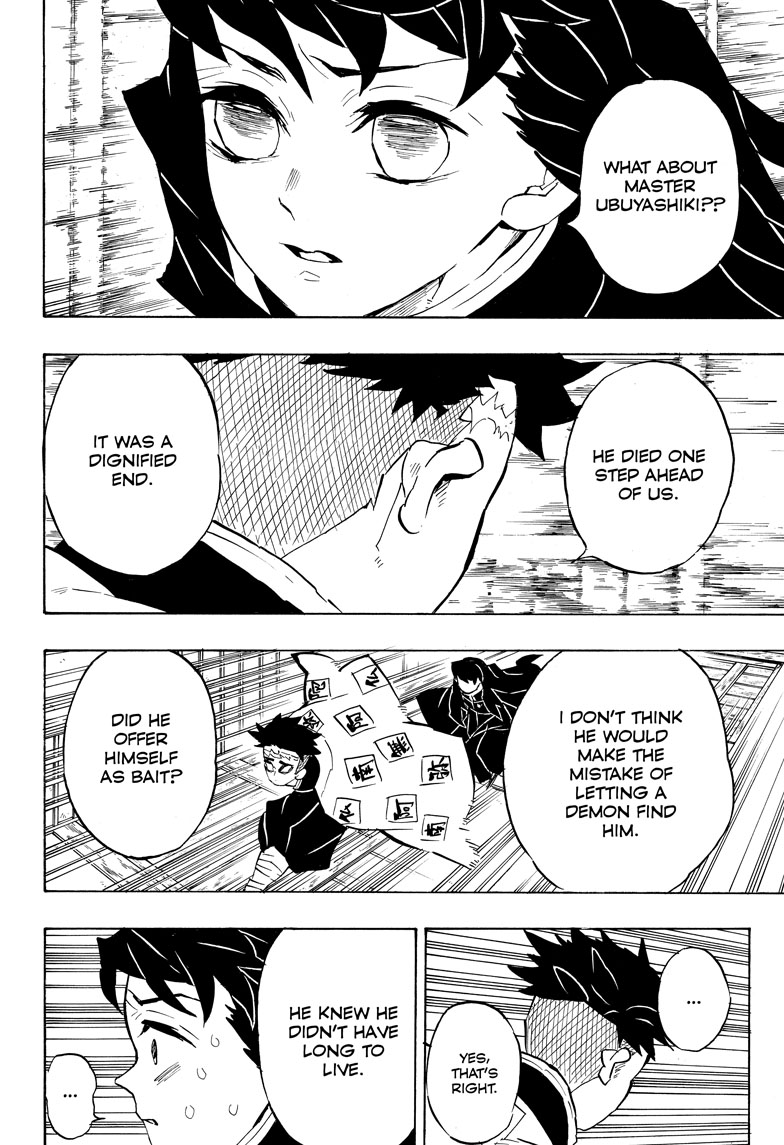 WHAT ABOUT
MASTER
UBUYASHIKI??
HE DIED ONE
STEP AHEAD
OF US.
IT WAS A
DIGNIFIED
END.
I DON'T THINK
HE WOULD
MAKE THE
MISTAKE OF
LETTING A
DEMON FIND
HIM.
DID HE
OFFER
HIMSELF
AS BAIT?
...
YES,
THAT'S
RIGHT.
HE KNEW HE
DIDN'T HAVE
LONG TO
LIVE.
...